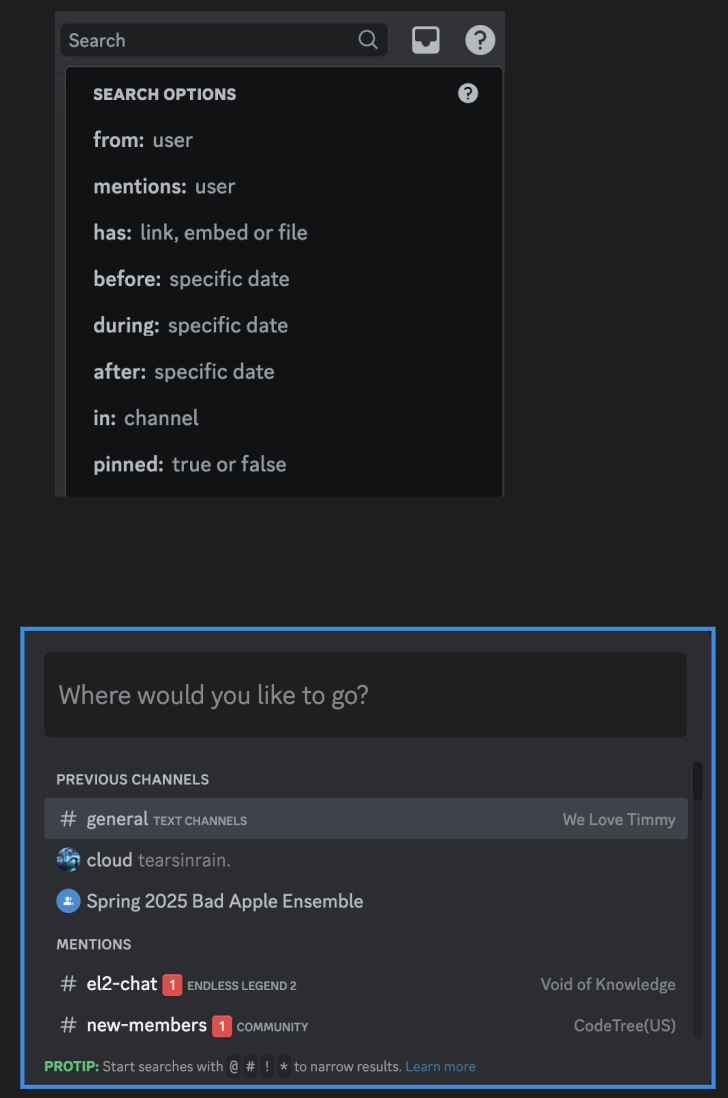 Search
?
SEARCH OPTIONS ?
from: user
mentions: user
has: link, embed or file
before: specific date
during: specific date
after: specific date
in: channel
pinned: true or false
Where would you like to go?
PREVIOUS CHANNELS
# general TEXT CHANNELS We Love Timmy
cloud tearsinrain.
Spring 2025 Bad Apple Ensemble
MENTIONS
# el2-chat 1 ENDLESS LEGEND 2 Void of Knowledge
# new-members 1 COMMUNITY CodeTree(US)
PROTIP: Start searches with @ # ! * to narrow results. Learn more